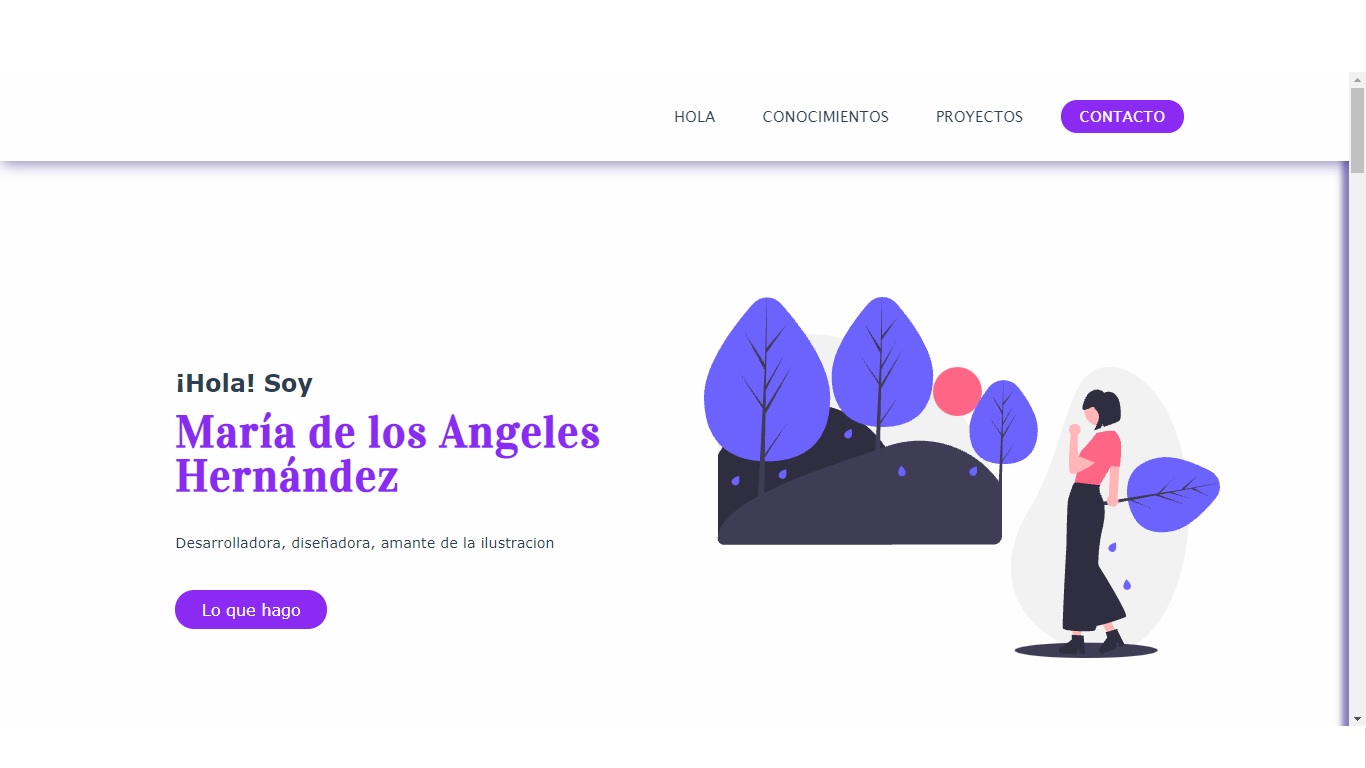 HOLA CONOCIMIENTOS PROYECTOS CONTACTO
¡Hola! Soy
María de los Angeles
Hernández
Desarrolladora, diseñadora, amante de la ilustracion
Lo que hago